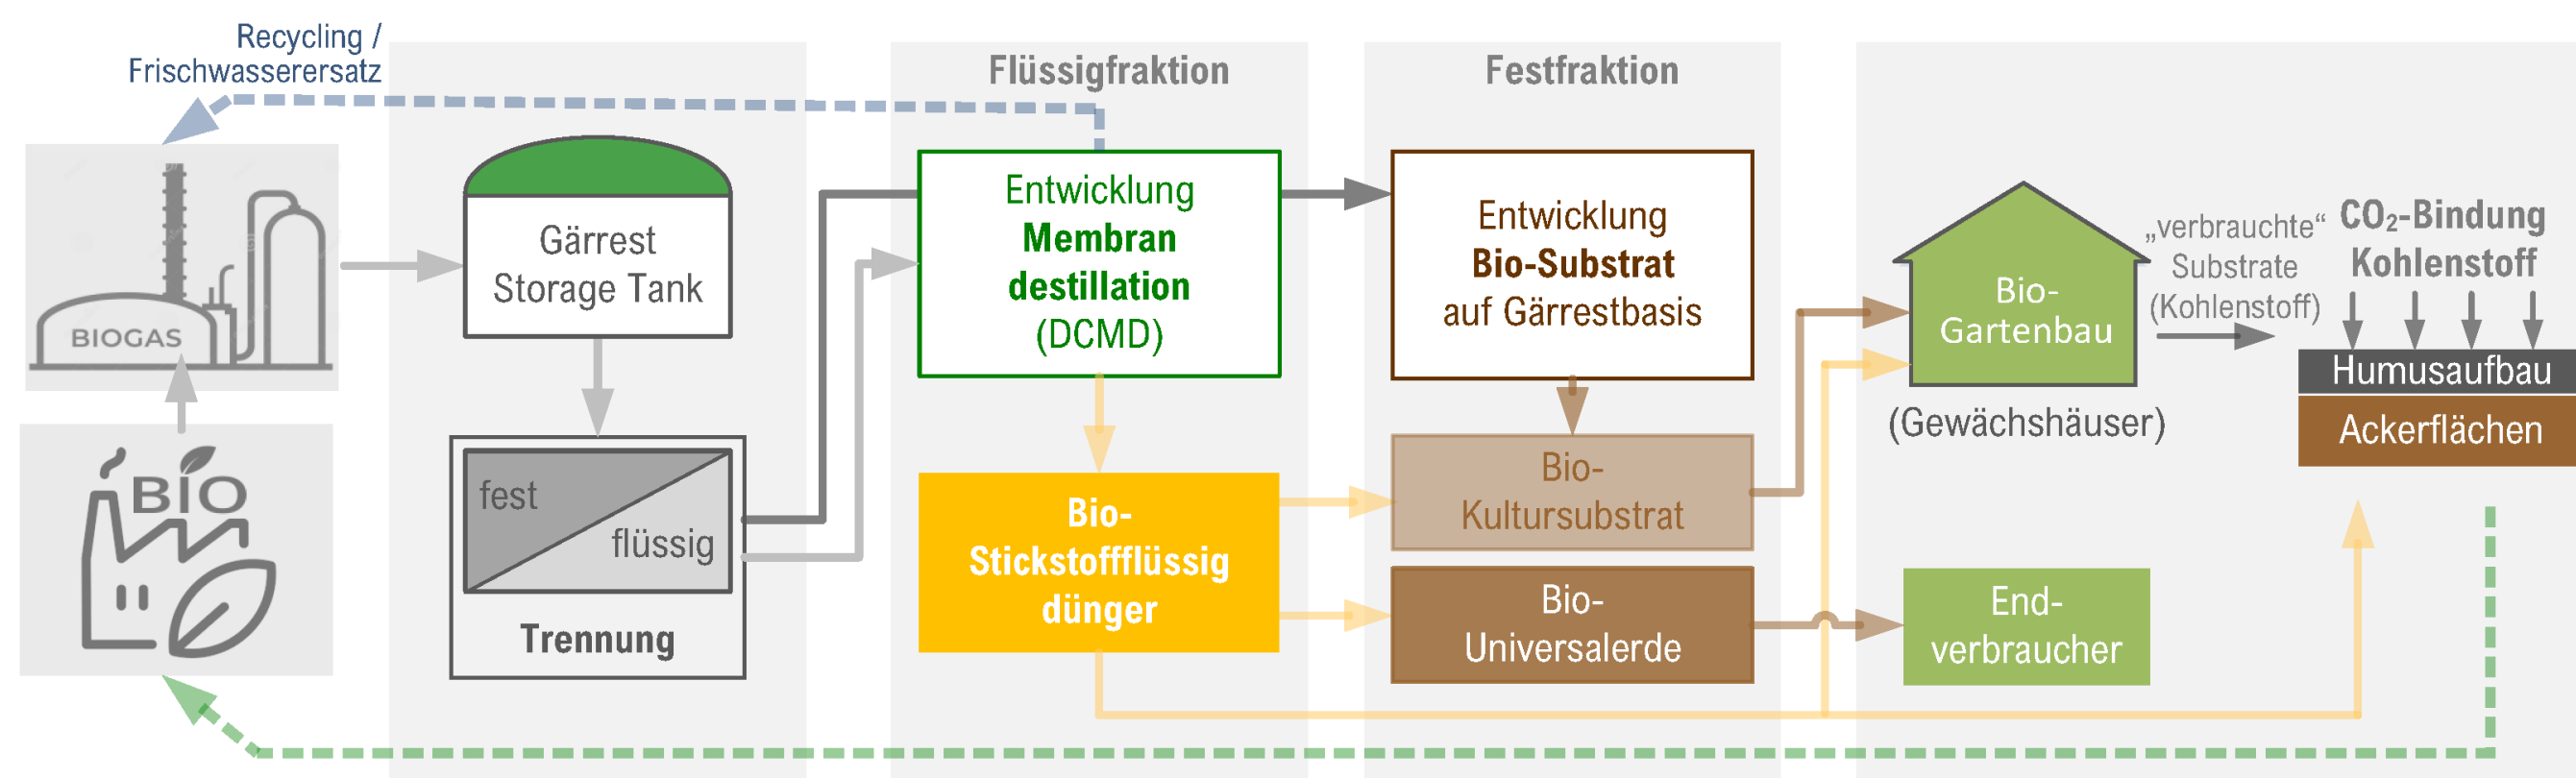 Recycling /
Frischwasserersatz
Flüssigfraktion
Festfraktion
BIOGAS
BIO
Gärrest
Storage Tank
fest
flüssig
Trennung
Entwicklung
Membran
destillation
(DCMD)
Bio-
Stickstoffflüssig
dünger
Entwicklung
Bio-Substrat
auf Gärrestbasis
Bio-
Kultursubstrat
Bio-
Universalerde
Bio-
Gartenbau
(Gewächshäuser)
End-
verbraucher
„verbrauchte“
Substrate
(Kohlenstoff)
CO₂-Bindung
Kohlenstoff
Humusaufbau
Ackerflächen